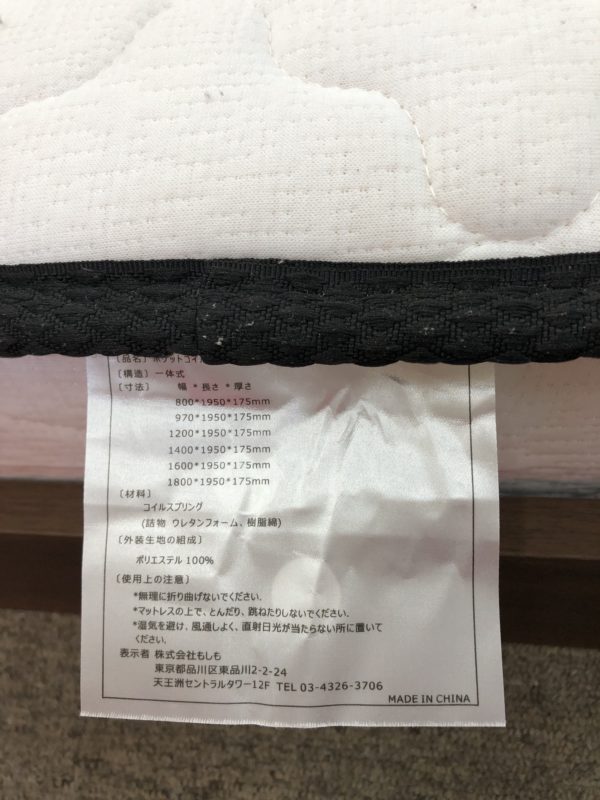 〔品名〕ポケットコイ
〔構造〕一体式
〔寸法〕 幅 * 長さ * 厚さ
800*1950*175mm
970*1950*175mm
1200*1950*175mm
1400*1950*175mm
1600*1950*175mm
1800*1950*175mm
〔材料〕
コイルスプリング
(詰物 ウレタンフォーム、樹脂綿)
〔外装生地の組成〕
ポリエステル 100%
〔使用上の注意〕
*無理に折り曲げないでください.
*マットレスの上で、とんだり、跳ねたりしないでください.
*湿気を避け、風通しよく、直射日光が当たらない所に置いて
ください.
表示者 株式会社もしも
東京都品川区東品川2-2-24
天王洲セントラルタワー12F TEL 03-4326-3706
MADE IN CHINA